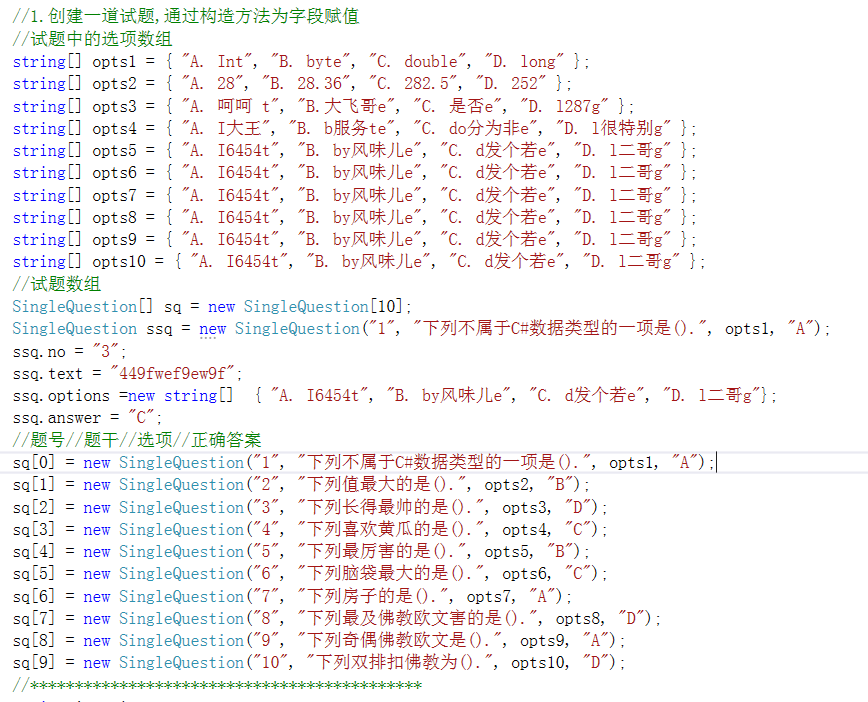 //1.创建一道试题,通过构造方法为字段赋值
//试题中的选项数组
string[] opts1 = { "A. Int", "B. byte", "C. double", "D. long" };
string[] opts2 = { "A. 28", "B. 28.36", "C. 282.5", "D. 252" };
string[] opts3 = { "A. 呵呵 t", "B.大飞哥e", "C. 是否e", "D. l287g" };
string[] opts4 = { "A. I大王", "B. b服务te", "C. do分为非e", "D. l很特别g" };
string[] opts5 = { "A. I6454t", "B. by风味儿e", "C. d发个若e", "D. l二哥g" };
string[] opts6 = { "A. I6454t", "B. by风味儿e", "C. d发个若e", "D. l二哥g" };
string[] opts7 = { "A. I6454t", "B. by风味儿e", "C. d发个若e", "D. l二哥g" };
string[] opts8 = { "A. I6454t", "B. by风味儿e", "C. d发个若e", "D. l二哥g" };
string[] opts9 = { "A. I6454t", "B. by风味儿e", "C. d发个若e", "D. l二哥g" };
string[] opts10 = { "A. I6454t", "B. by风味儿e", "C. d发个若e", "D. l二哥g" };
//试题数组
SingleQuestion[] sq = new SingleQuestion[10];
SingleQuestion ssq = new SingleQuestion("1", "下列不属于C#数据类型的一项是().", opts1, "A");
ssq.no = "3";
ssq.text = "449fwef9ew9f";
ssq.options =new string[]  { "A. I6454t", "B. by风味儿e", "C. d发个若e", "D. l二哥g"};
ssq.answer = "C";
//题号//题干//选项//正确答案
sq[0] = new SingleQuestion("1", "下列不属于C#数据类型的一项是().", opts1, "A");
sq[1] = new SingleQuestion("2", "下列值最大的是().", opts2, "B");
sq[2] = new SingleQuestion("3", "下列长得最帅的是().", opts3, "D");
sq[3] = new SingleQuestion("4", "下列喜欢黄瓜的是().", opts4, "C");
sq[4] = new SingleQuestion("5", "下列最厉害的是().", opts5, "B");
sq[5] = new SingleQuestion("6", "下列脑袋最大的是().", opts6, "C");
sq[6] = new SingleQuestion("7", "下列房子的是().", opts7, "A");
sq[7] = new SingleQuestion("8", "下列最及佛教欧文害的是().", opts8, "D");
sq[8] = new SingleQuestion("9", "下列奇偶佛教欧文是().", opts9, "A");
sq[9] = new SingleQuestion("10", "下列双排扣佛教为().", opts10, "D");
//********************************************